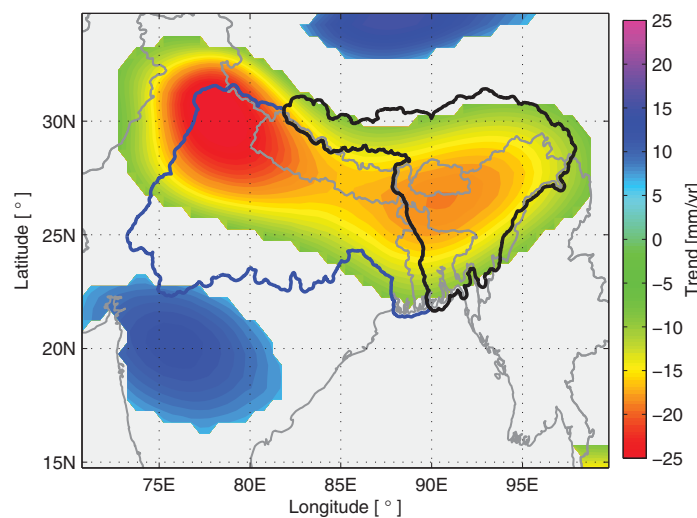 30N
25N
20N
15N
Latitude [ ° ]
75E 80E 85E 90E 95E
Longitude [ ° ]
25
20
15
10
5
0
−5
−10
−15
−20
−25
Trend [mm/yr]